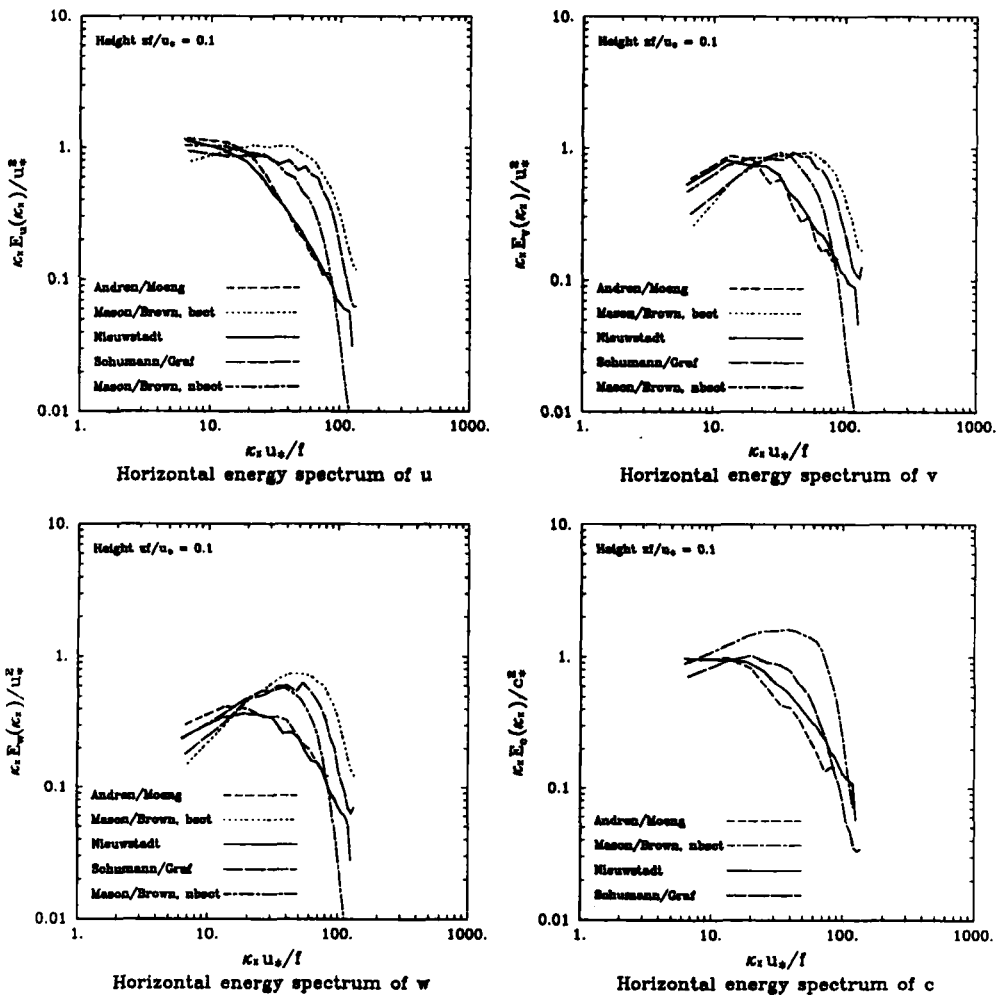 Height zf/u* = 0.1
10.
1.
0.1
0.01
κx Eu(κx)/u*²
Andren/Moeng
Mason/Brown, bsct
Nieuwstadt
Schumann/Graf
Mason/Brown, nbsct
1. 10. 100. 1000.
κx u*/f
Horizontal energy spectrum of u
Height zf/u* = 0.1
10.
1.
0.1
0.01
κx Ev(κx)/u*²
Andren/Moeng
Mason/Brown, bsct
Nieuwstadt
Schumann/Graf
Mason/Brown, nbsct
1. 10. 100. 1000.
κx u*/f
Horizontal energy spectrum of v
Height zf/u* = 0.1
10.
1.
0.1
0.01
κx Ew(κx)/u*²
Andren/Moeng
Mason/Brown, bsct
Nieuwstadt
Schumann/Graf
Mason/Brown, nbsct
1. 10. 100. 1000.
κx u*/f
Horizontal energy spectrum of w
Height zf/u* = 0.1
10.
1.
0.1
0.01
κx Ec(κx)/c*²
Andren/Moeng
Mason/Brown, nbsct
Nieuwstadt
Schumann/Graf
1. 10. 100. 1000.
κx u*/f
Horizontal energy spectrum of c